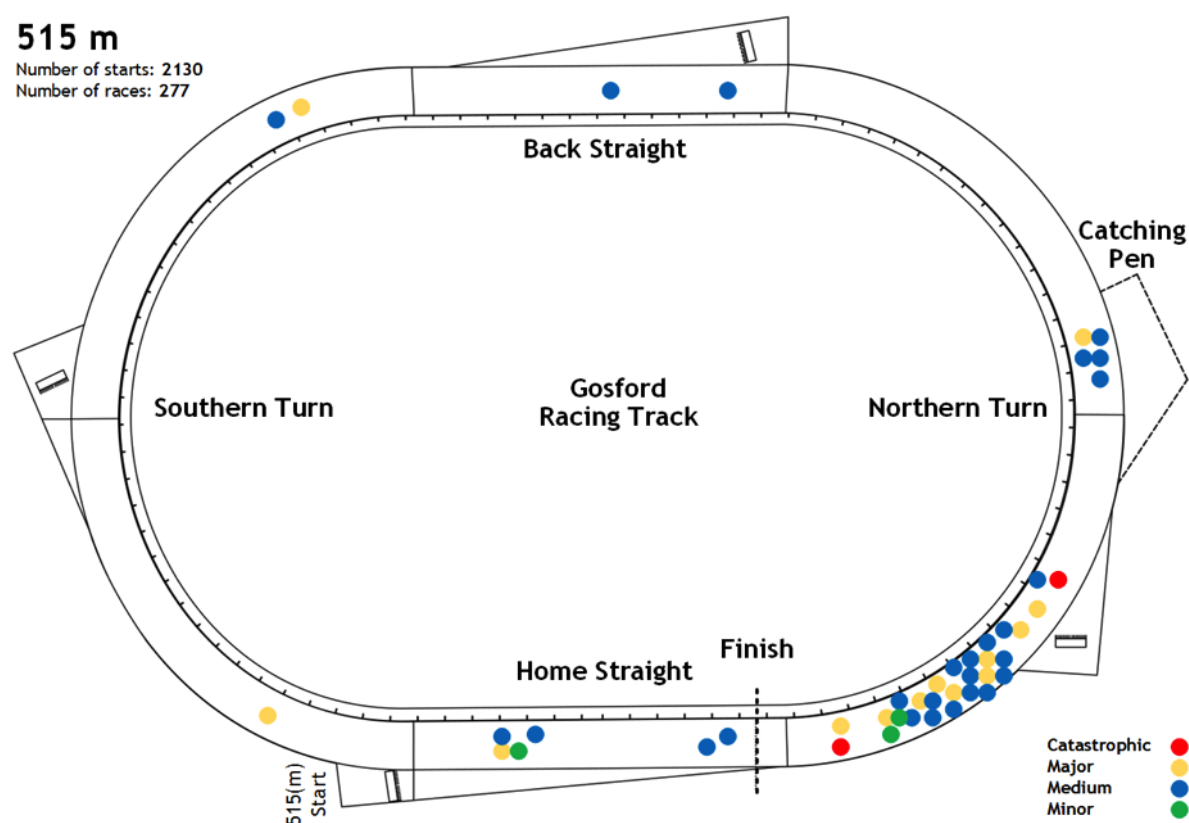 515 m
Number of starts: 2130
Number of races: 277
Back Straight
Catching
Pen
Southern Turn
Gosford
Racing Track
Northern Turn
Finish
Home Straight
515(m)
Start
Catastrophic
Major
Medium
Minor